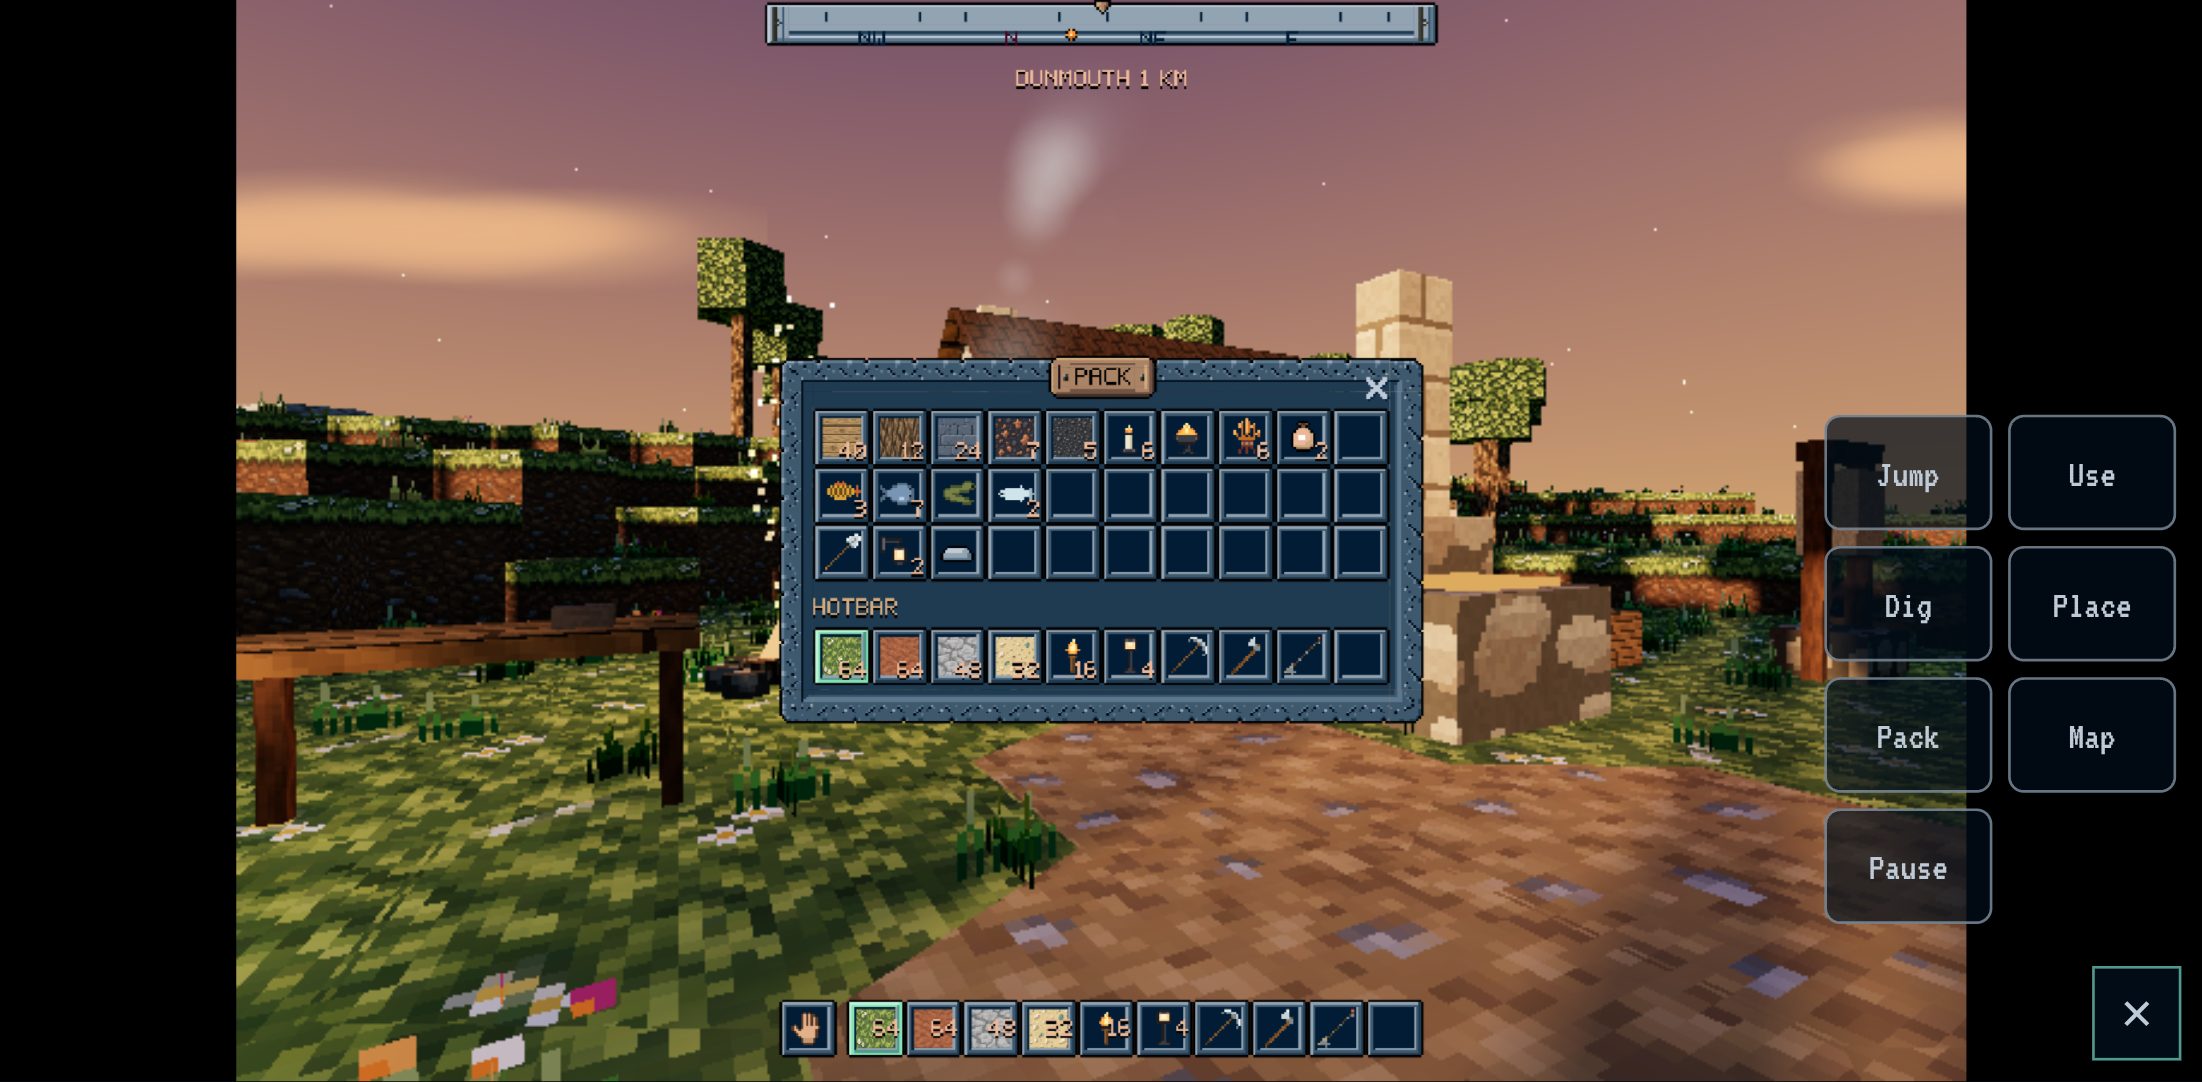 NW N NE E
DUNMOUTH 1 KM
PACK
40 12 24 7 5 6 6 2
3 7 2
2
HOTBAR
64 64 48 32 16 4
64 64 48 32 16 4
Jump Use
Dig Place
Pack Map
Pause